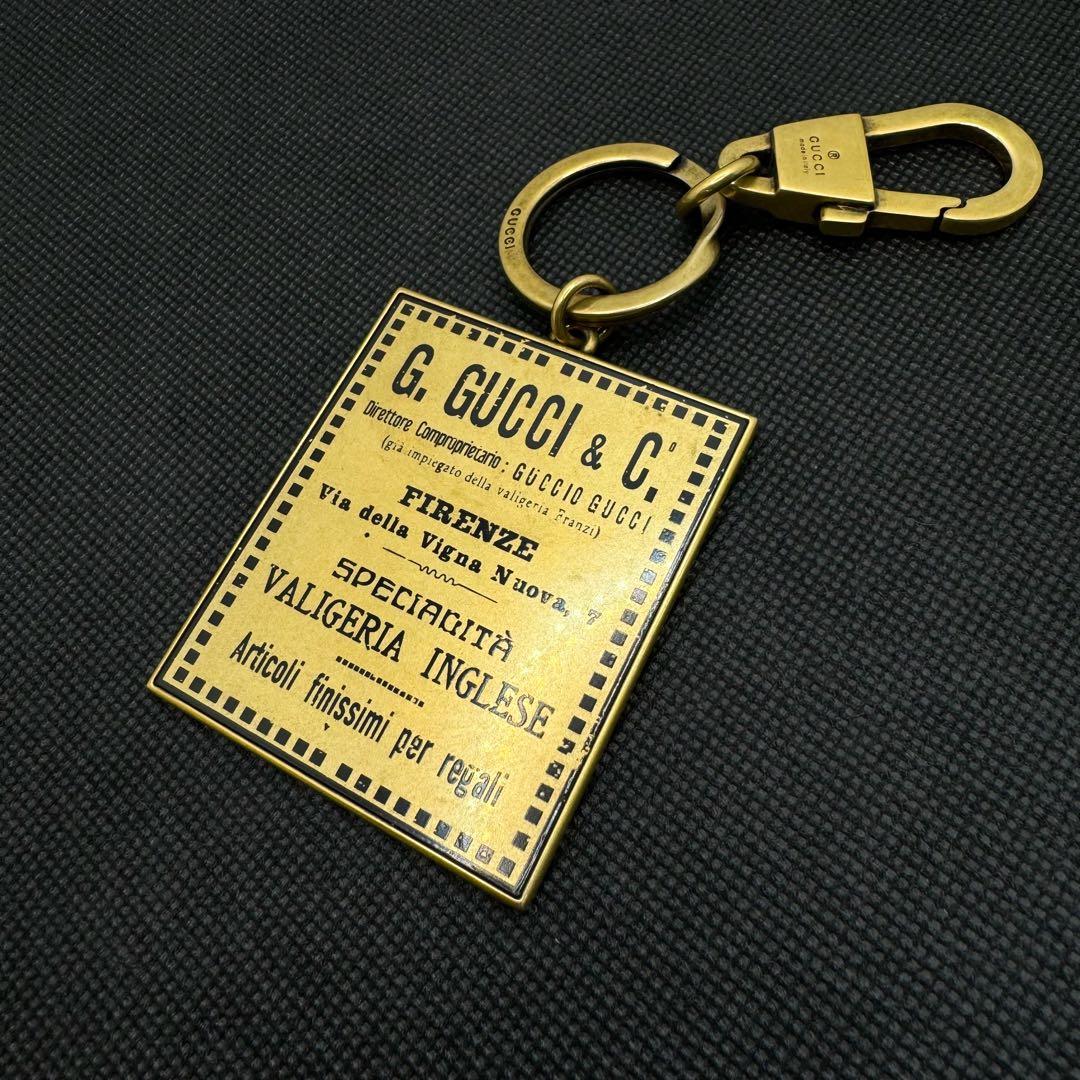 ® GUCCI
made in italy
GUCCI
G. GUCCI & C.º
Direttore Comproprietario: GUCCIO GUCCI
(già impiegato della valigeria Franzi)
FIRENZE
Via della Vigna Nuova, 7
SPECIALITÀ
VALIGERIA INGLESE
Articoli finissimi per regali